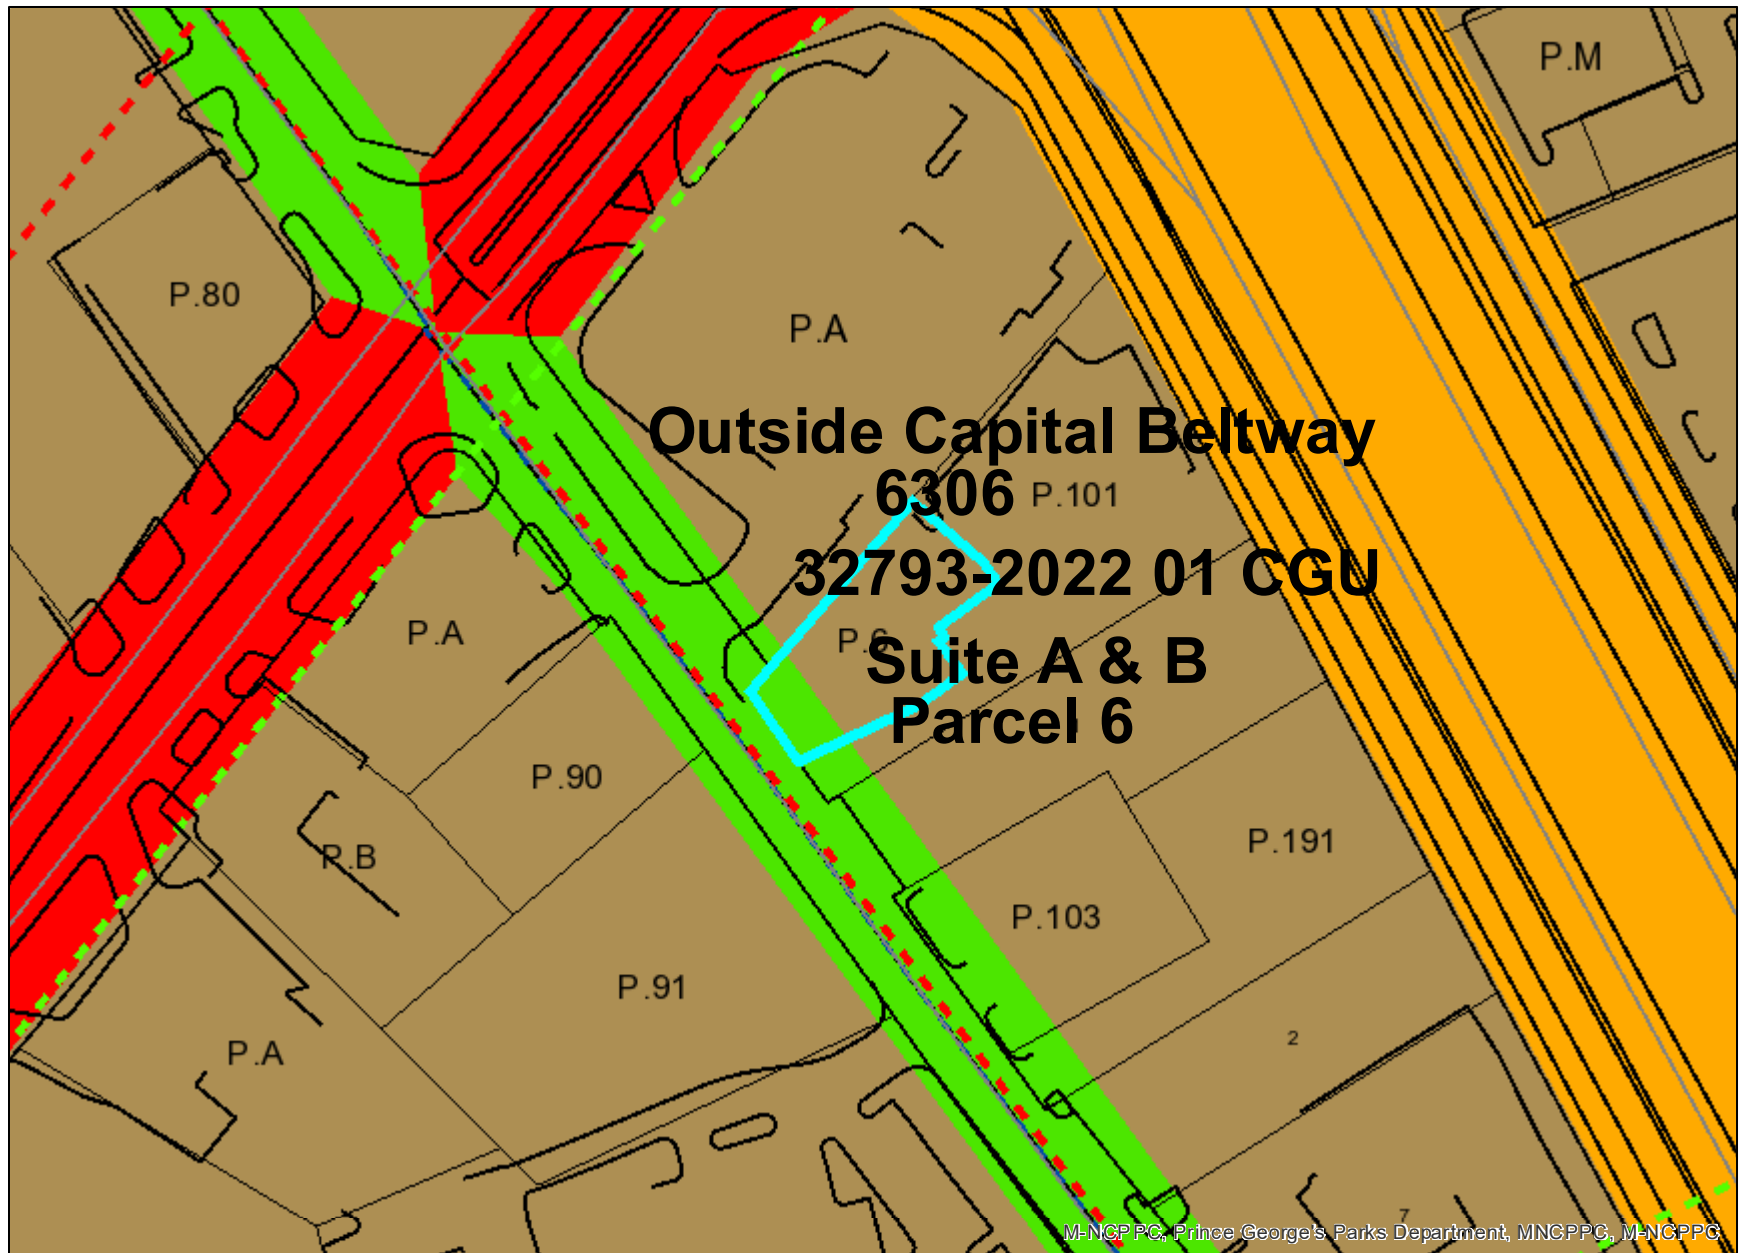 P.M
P.80
P.A
Outside Capital Beltway
6306
P.101
32793-2022 01 CGU
P.A
P.6
Suite A & B
Parcel 6
P.90
P.B
P.191
P.103
P.91
2
P.A
7
M-NCPPC, Prince George's Parks Department, MNCPPC, M-NCPPC